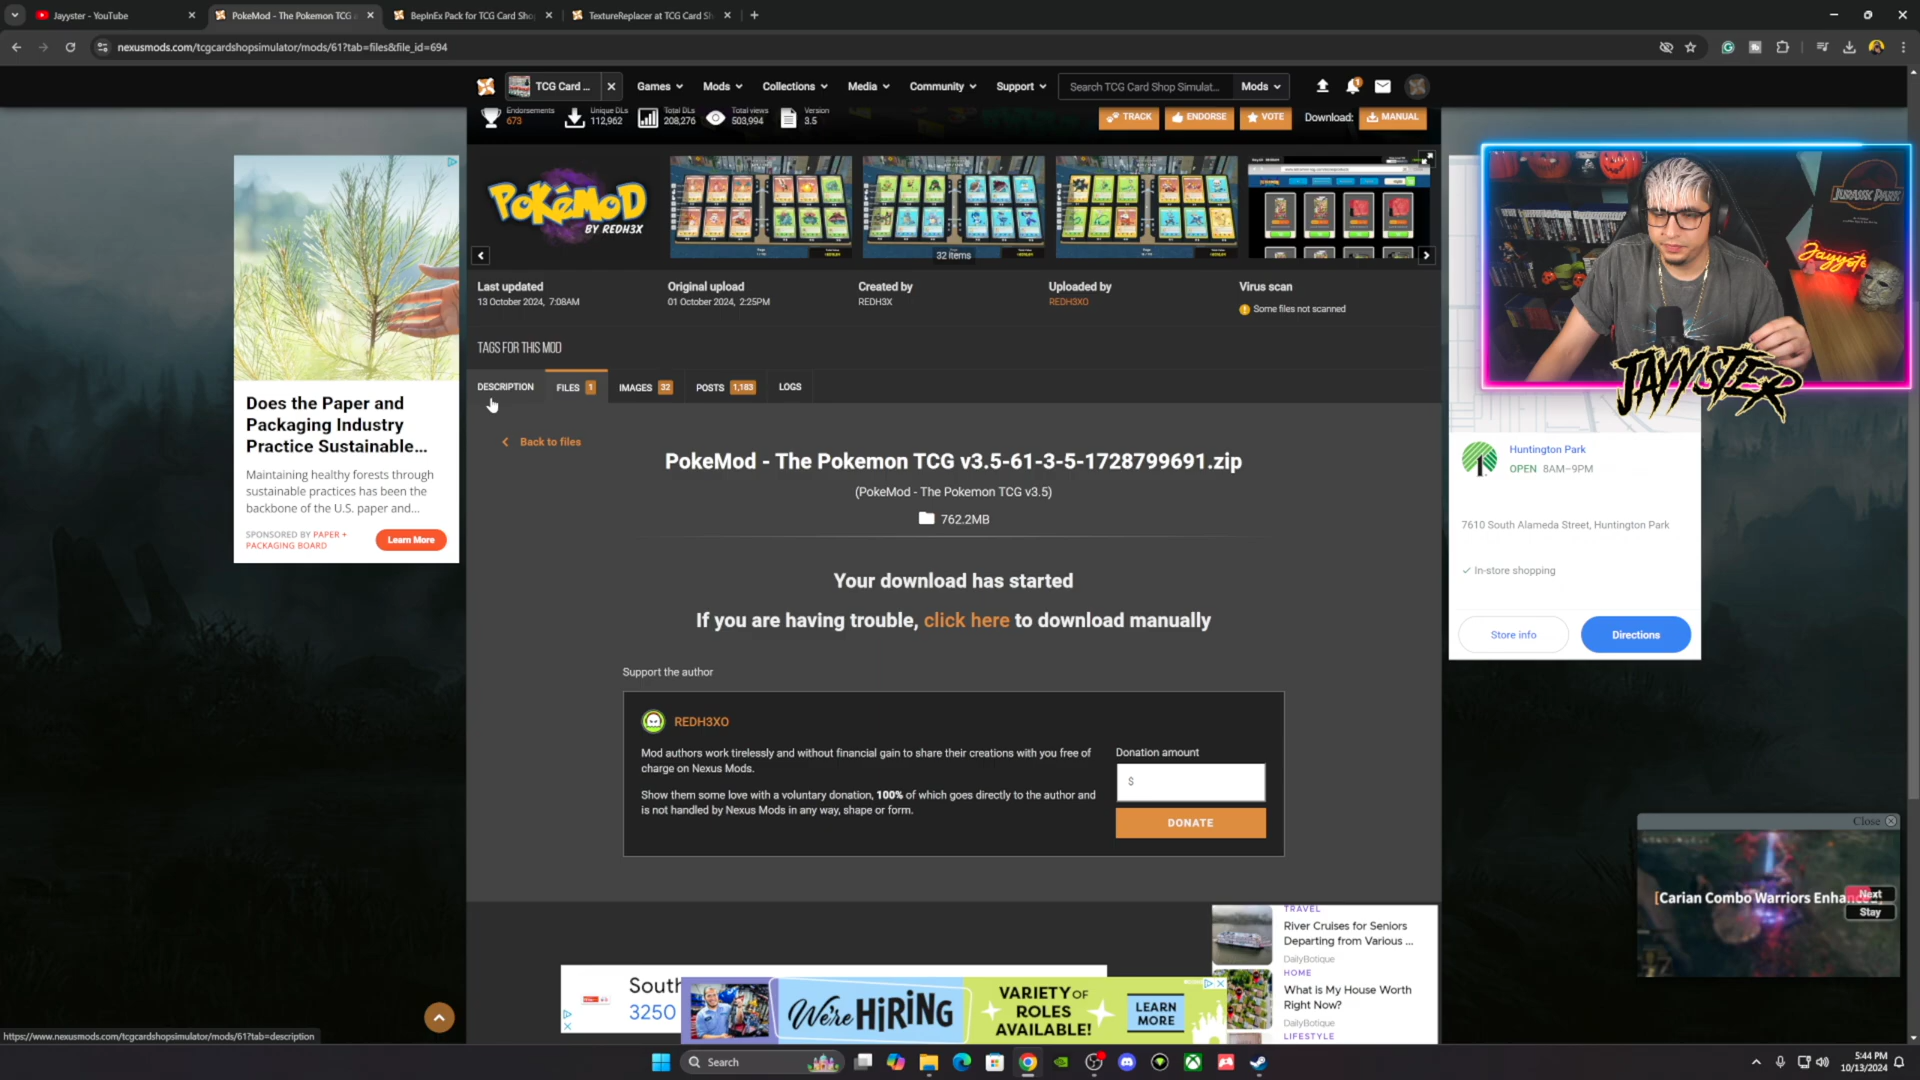 Jayyster - YouTube
PokeMod - The Pokemon TCG
BepInEx Pack for TCG Card Sho
TextureReplacer at TCG Card Sh
nexusmods.com/tcgcardshopsimulator/mods/61?tab=files&file_id=694
TCG Card ...
Games
Mods
Collections
Media
Community
Support
Search TCG Card Shop Simulat...
Mods
Endorsements
673
Unique DLs
112,962
Total DLs
208,276
Total views
503,994
Version
3.5
TRACK
ENDORSE
VOTE
Download:
MANUAL
POKéMOD
BY REDH3X
32 items
Last updated
13 October 2024, 7:08AM
Original upload
01 October 2024, 2:25PM
Created by
REDH3X
Uploaded by
REDH3XO
Virus scan
Some files not scanned
TAGS FOR THIS MOD
DESCRIPTION
FILES 1
IMAGES 32
POSTS 1,183
LOGS
Back to files
PokeMod - The Pokemon TCG v3.5-61-3-5-1728799691.zip
(PokeMod - The Pokemon TCG v3.5)
762.2MB
Your download has started
If you are having trouble, click here to download manually
Support the author
REDH3XO
Mod authors work tirelessly and without financial gain to share their creations with you free of
charge on Nexus Mods.
Show them some love with a voluntary donation, 100% of which goes directly to the author and
is not handled by Nexus Mods in any way, shape or form.
Donation amount
$
DONATE
Does the Paper and
Packaging Industry
Practice Sustainable...
Maintaining healthy forests through
sustainable practices has been the
backbone of the U.S. paper and...
SPONSORED BY PAPER +
PACKAGING BOARD
Learn More
JURASSIC PARK
Jayyster
JAYYSTER
Huntington Park
OPEN 8AM–9PM
7610 South Alameda Street, Huntington Park
In-store shopping
Store info
Directions
Close
[Carian Combo Warriors Enha
Next
Stay
TRAVEL
River Cruises for Seniors
Departing from Various ...
DailyBotique
HOME
What is My House Worth
Right Now?
DailyBotique
LIFESTYLE
South
3250
We're HIRING
VARIETY OF
ROLES
AVAILABLE!
LEARN
MORE
https://www.nexusmods.com/tcgcardshopsimulator/mods/61?tab=description
Search
5:44 PM
10/13/2024